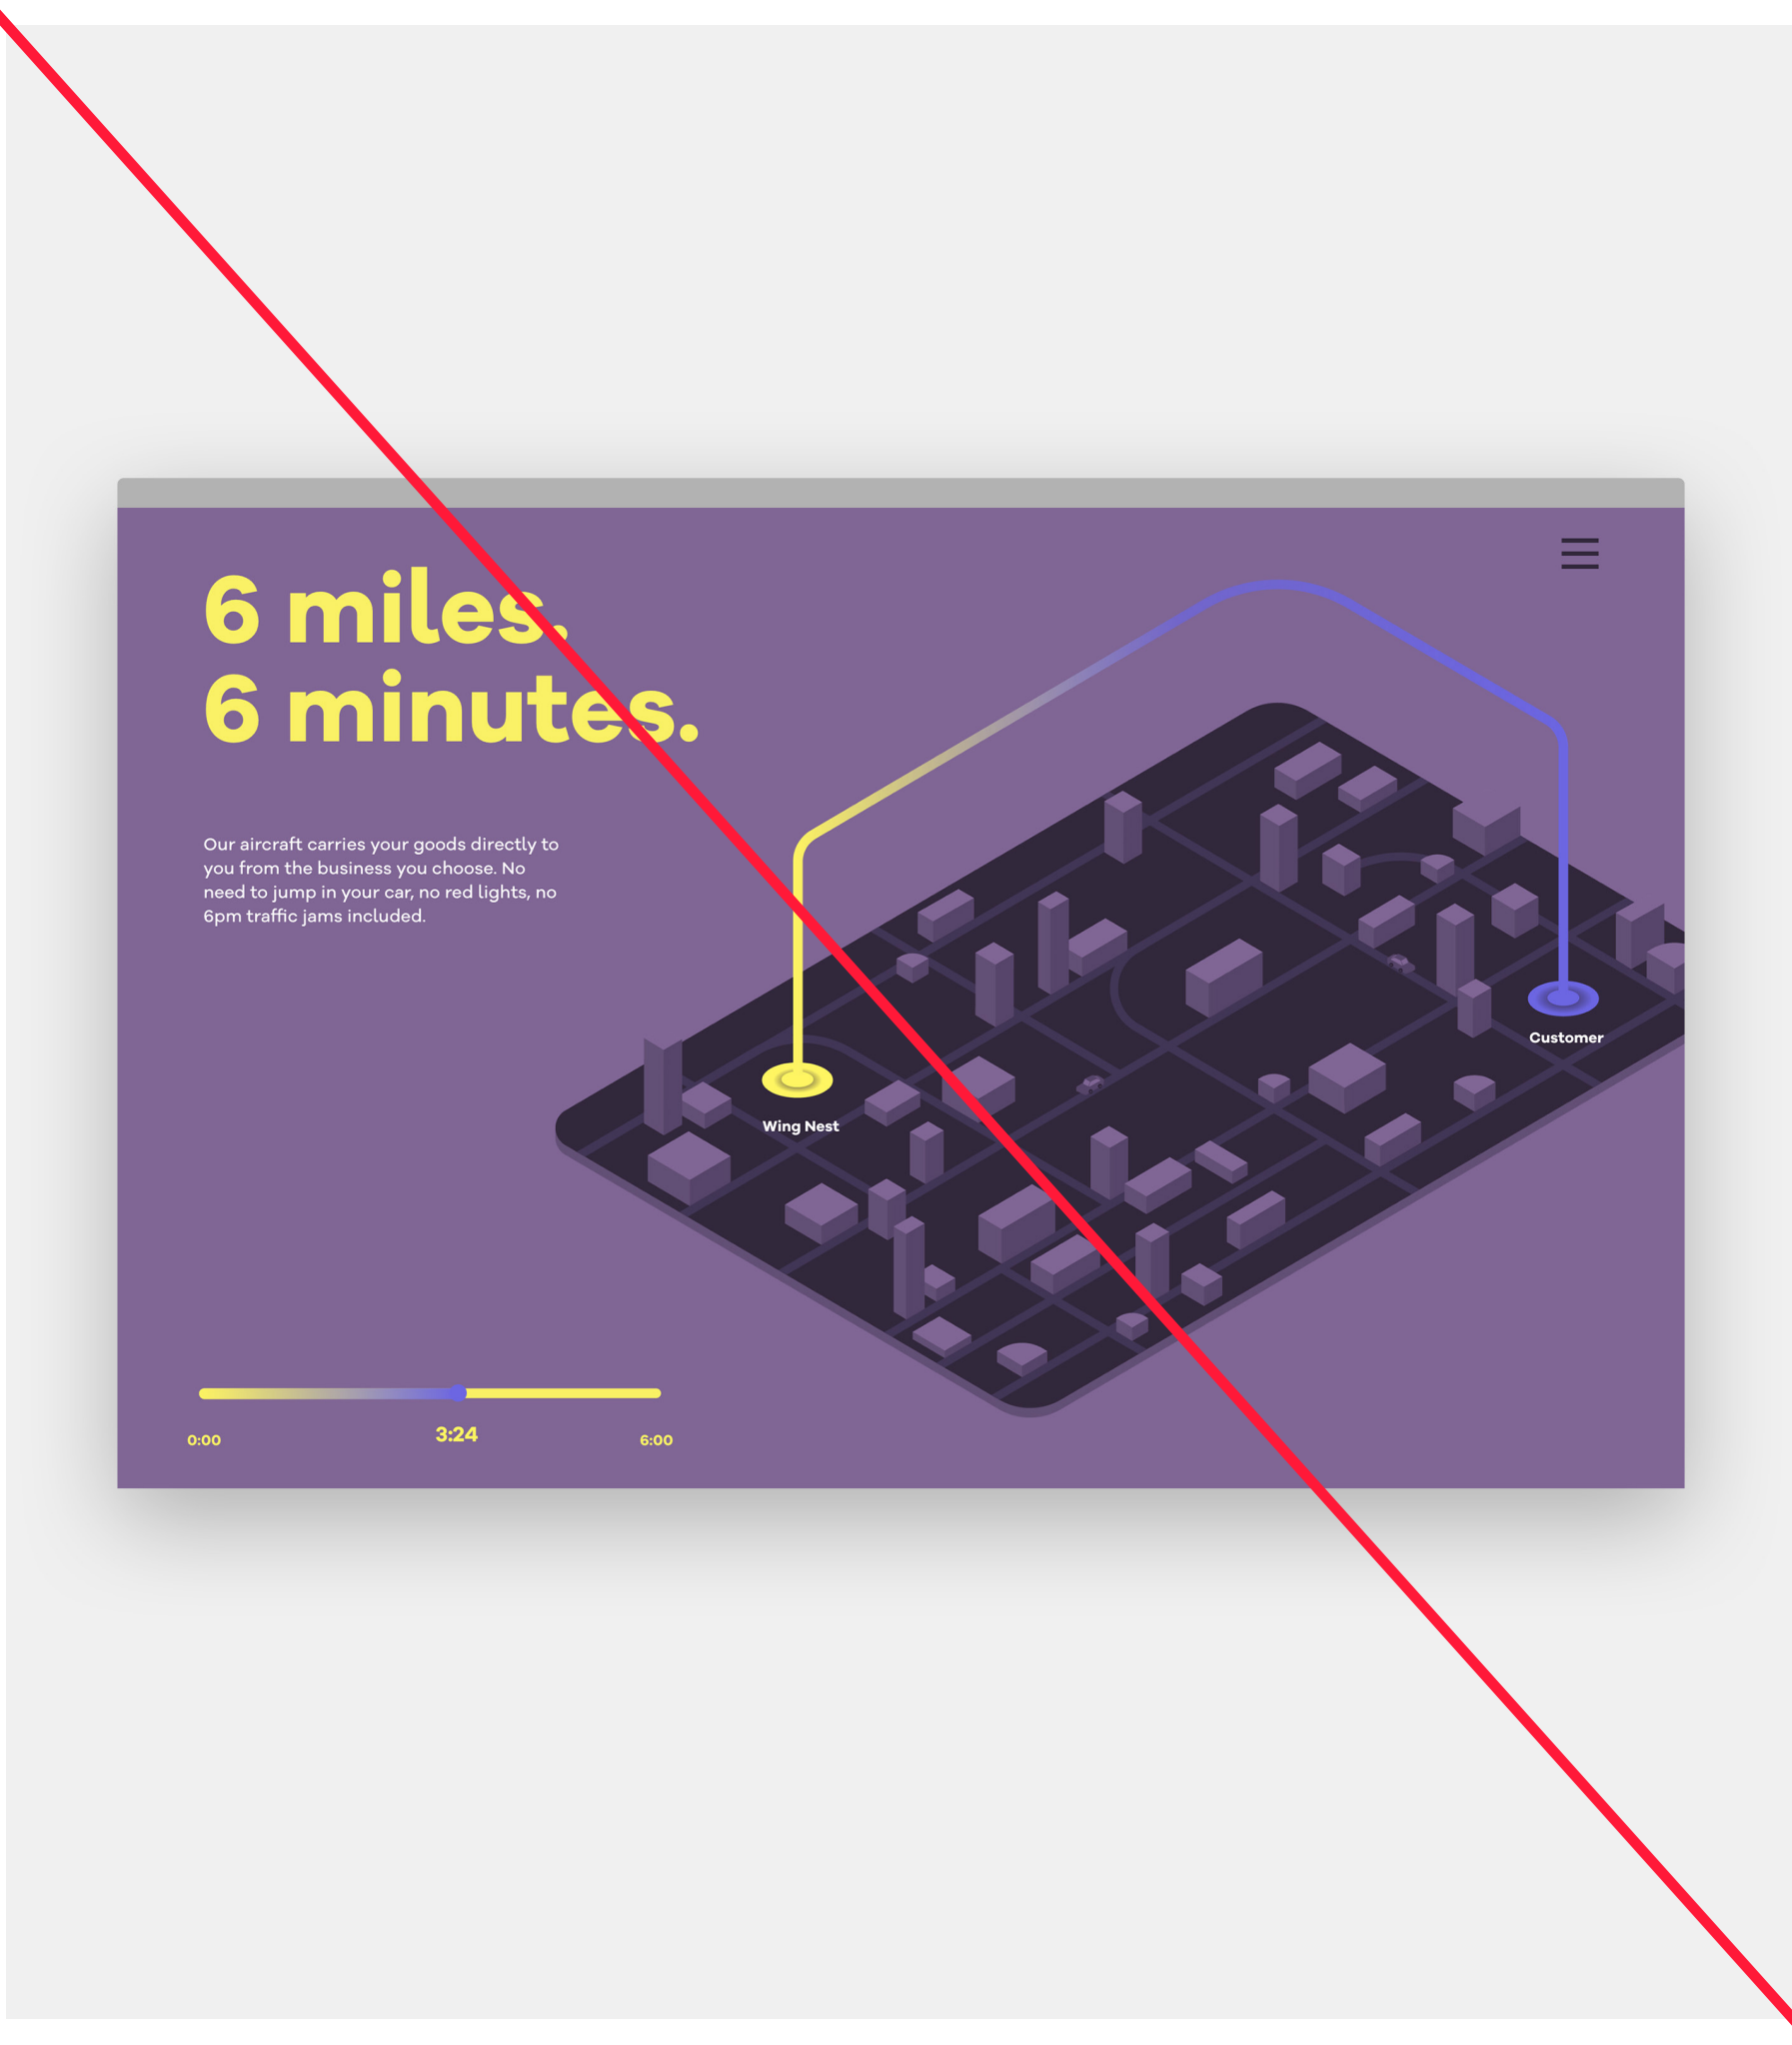 6 miles.
6 minutes.
Our aircraft carries your goods directly to
you from the business you choose. No
need to jump in your car, no red lights, no
6pm traffic jams included.
Customer
Wing Nest
0:00
3:24
6:00